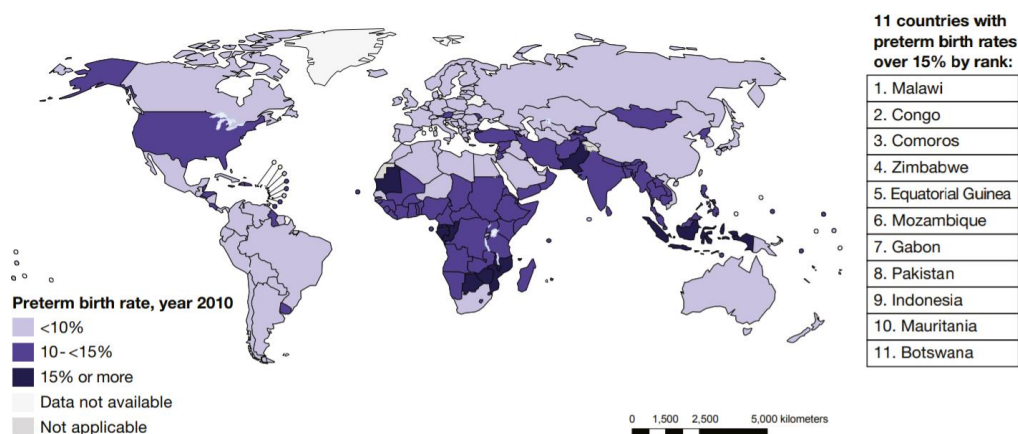 11 countries with
preterm birth rates
over 15% by rank:
1. Malawi
2. Congo
3. Comoros
4. Zimbabwe
5. Equatorial Guinea
6. Mozambique
7. Gabon
8. Pakistan
9. Indonesia
10. Mauritania
11. Botswana
Preterm birth rate, year 2010
<10%
10-<15%
15% or more
Data not available
Not applicable
0 1,500 2,500 5,000 kilometers